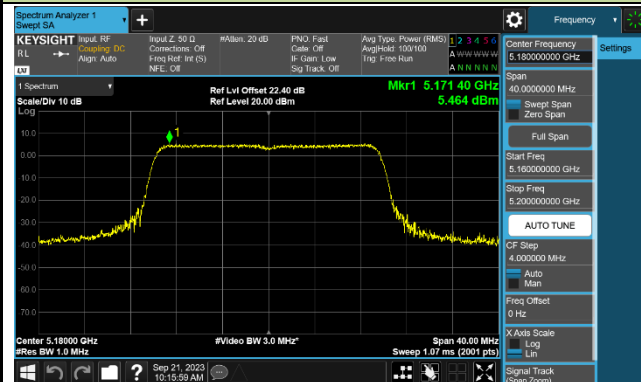 Spectrum Analyzer 1
Swept SA
Frequency
KEYSIGHT
RL
LXI
Input: RF
Coupling: DC
Align: Auto
Input Z: 50 Ω
Corrections: Off
Freq Ref: Int (S)
NFE: Off
#Atten: 20 dB
PNO: Fast
Gate: Off
IF Gain: Low
Sig Track: Off
Avg Type: Power (RMS)
Avg|Hold: 100/100
Trig: Free Run
1 2 3 4 5 6
A W W W W W
A N N N N N
1 Spectrum
Scale/Div 10 dB
Log
Ref Lvl Offset 22.40 dB
Ref Level 20.00 dBm
Mkr1 5.171 40 GHz
5.464 dBm
1
10.0
0.00
-10.0
-20.0
-30.0
-40.0
-50.0
-60.0
-70.0
Center 5.18000 GHz
#Res BW 1.0 MHz
#Video BW 3.0 MHz*
Span 40.00 MHz
Sweep 1.07 ms (2001 pts)
Sep 21, 2023
10:15:59 AM
Center Frequency
5.180000000 GHz
Settings
Span
40.0000000 MHz
Swept Span
Zero Span
Full Span
Start Freq
5.160000000 GHz
Stop Freq
5.200000000 GHz
AUTO TUNE
CF Step
4.000000 MHz
Auto
Man
Freq Offset
0 Hz
X Axis Scale
Log
Lin
Signal Track
(Span Zoom)